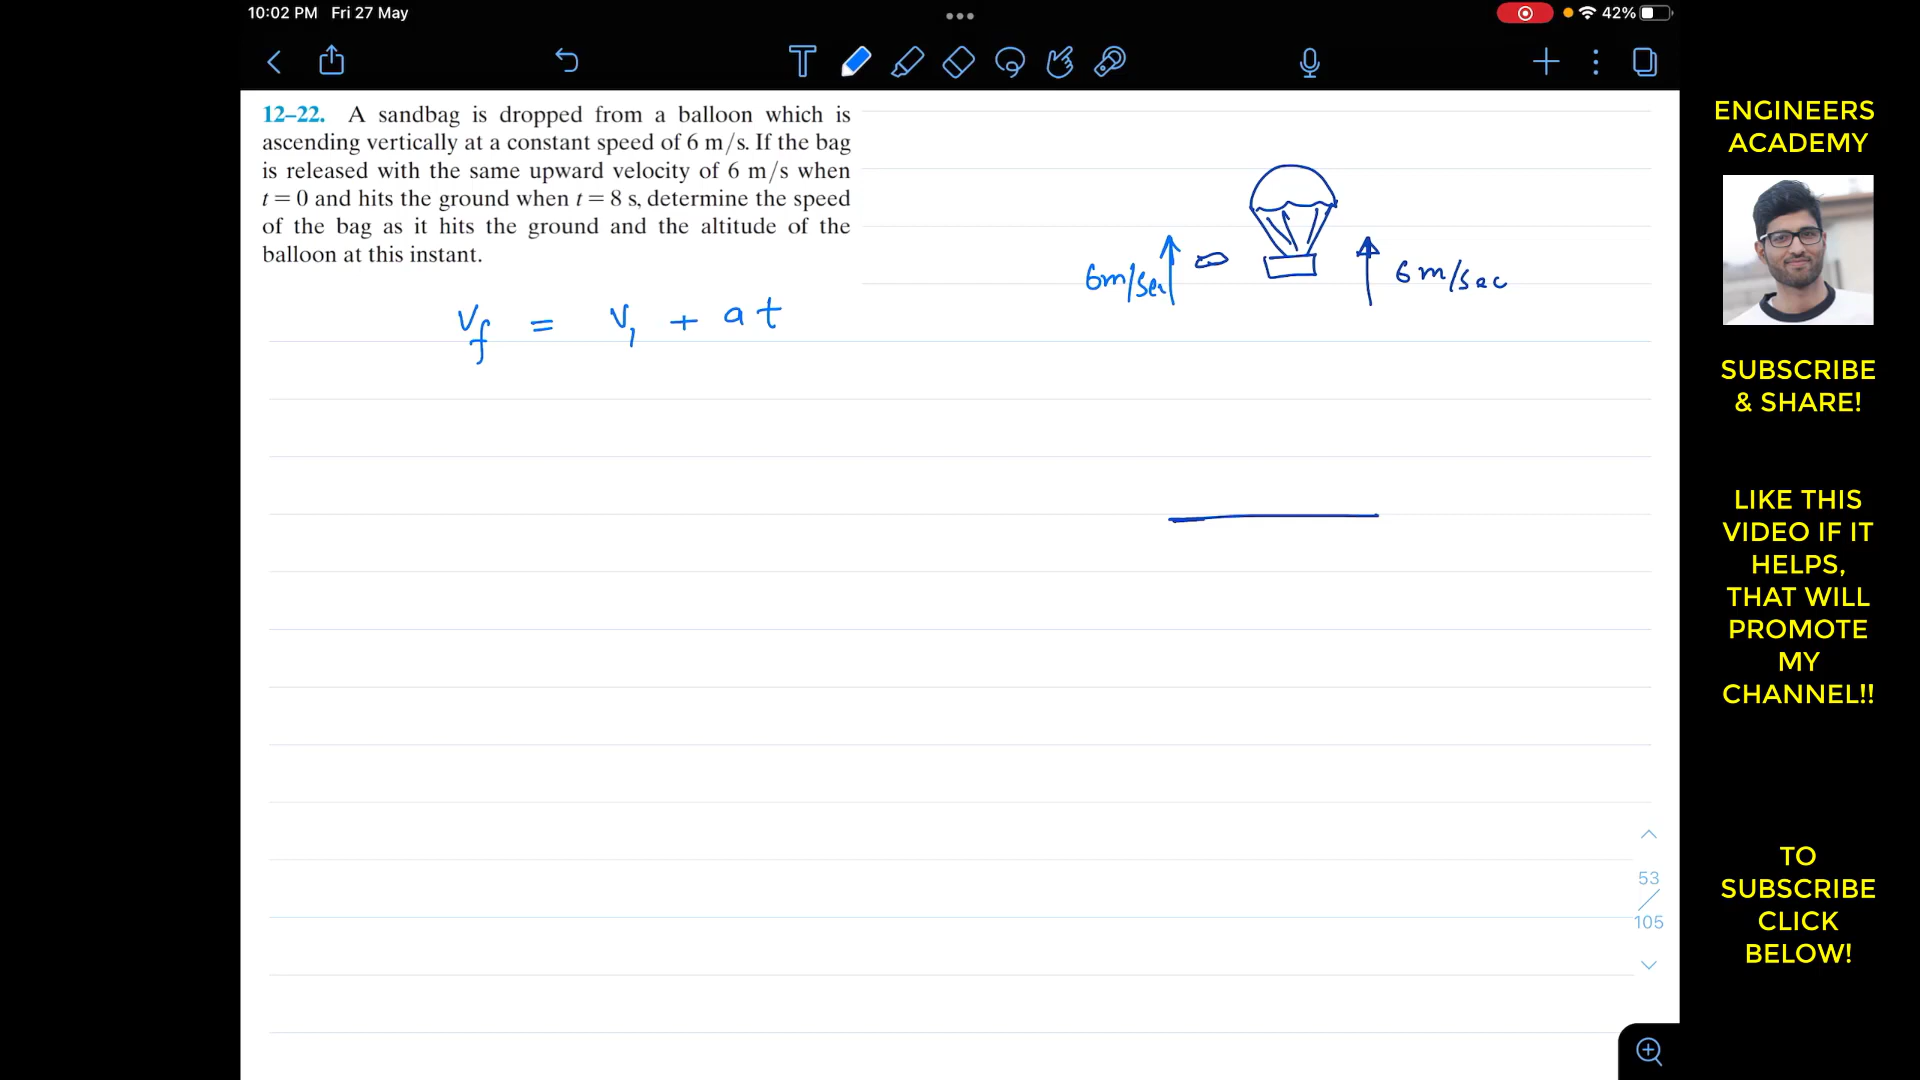 10:02 PM Fri 27 May
42%
12–22. A sandbag is dropped from a balloon which is
ascending vertically at a constant speed of 6 m/s. If the bag
is released with the same upward velocity of 6 m/s when
t = 0 and hits the ground when t = 8 s, determine the speed
of the bag as it hits the ground and the altitude of the
balloon at this instant.
6m/sec
6m/sec
Vf = V1 + at
53
/
105
ENGINEERS
ACADEMY
SUBSCRIBE
& SHARE!
LIKE THIS
VIDEO IF IT
HELPS,
THAT WILL
PROMOTE
MY
CHANNEL!!
TO
SUBSCRIBE
CLICK
BELOW!